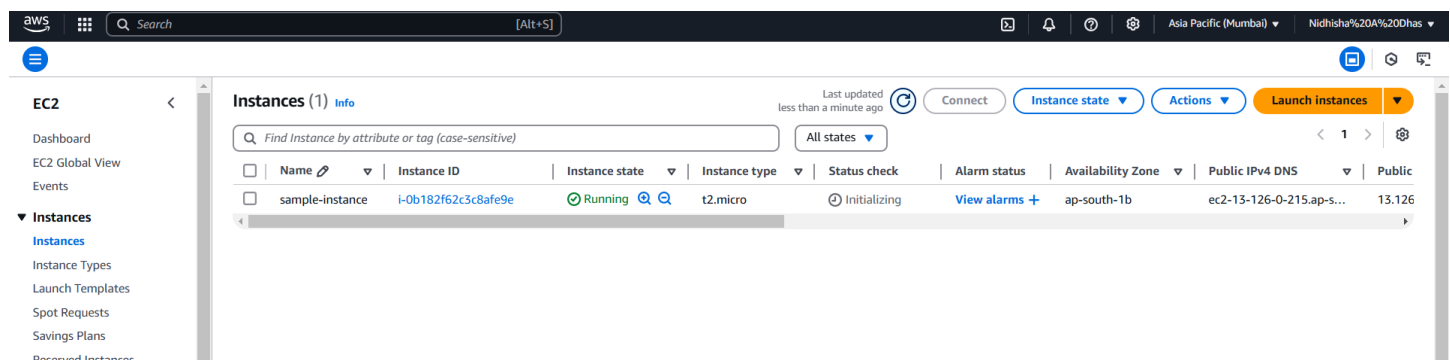 aws Search [Alt+S] Asia Pacific (Mumbai) Nidhisha%20A%20Dhas
EC2
Dashboard
EC2 Global View
Events
Instances
Instances
Instance Types
Launch Templates
Spot Requests
Savings Plans
Reserved Instances
Instances (1) Info
Last updated
less than a minute ago
Connect Instance state Actions Launch instances
Find Instance by attribute or tag (case-sensitive) All states 1
Name Instance ID Instance state Instance type Status check Alarm status Availability Zone Public IPv4 DNS Public
sample-instance i-0b182f62c3c8afe9e Running t2.micro Initializing View alarms + ap-south-1b ec2-13-126-0-215.ap-s... 13.126